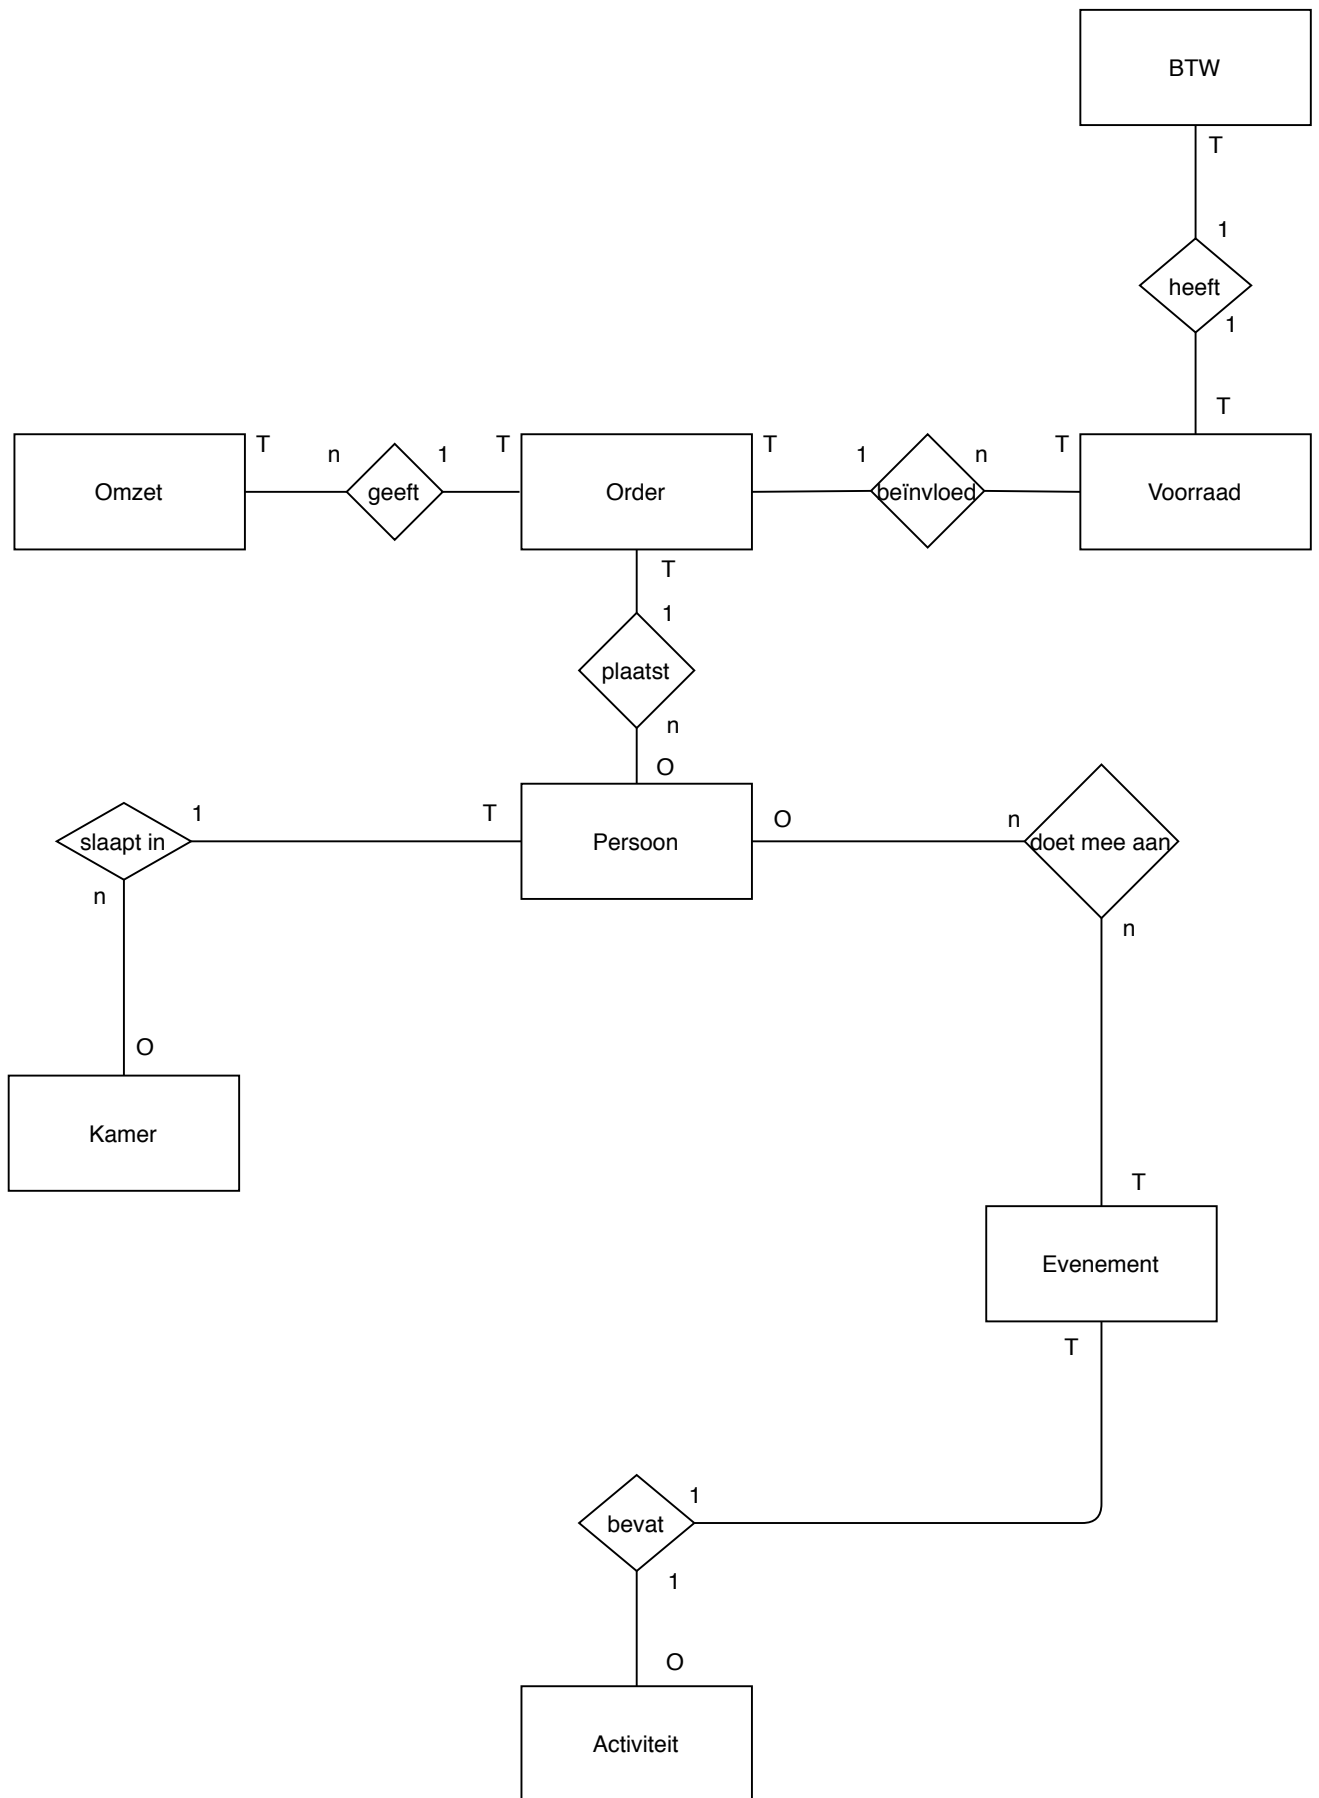 BTW
T
1
heeft
1
T
Omzet
T
n
geeft
1
T
Order
T
1
beïnvloed
n
T
Voorraad
T
1
plaatst
n
O
slaapt in
1
T
Persoon
O
n
doet mee aan
n
n
O
Kamer
T
Evenement
T
1
bevat
1
O
Activiteit